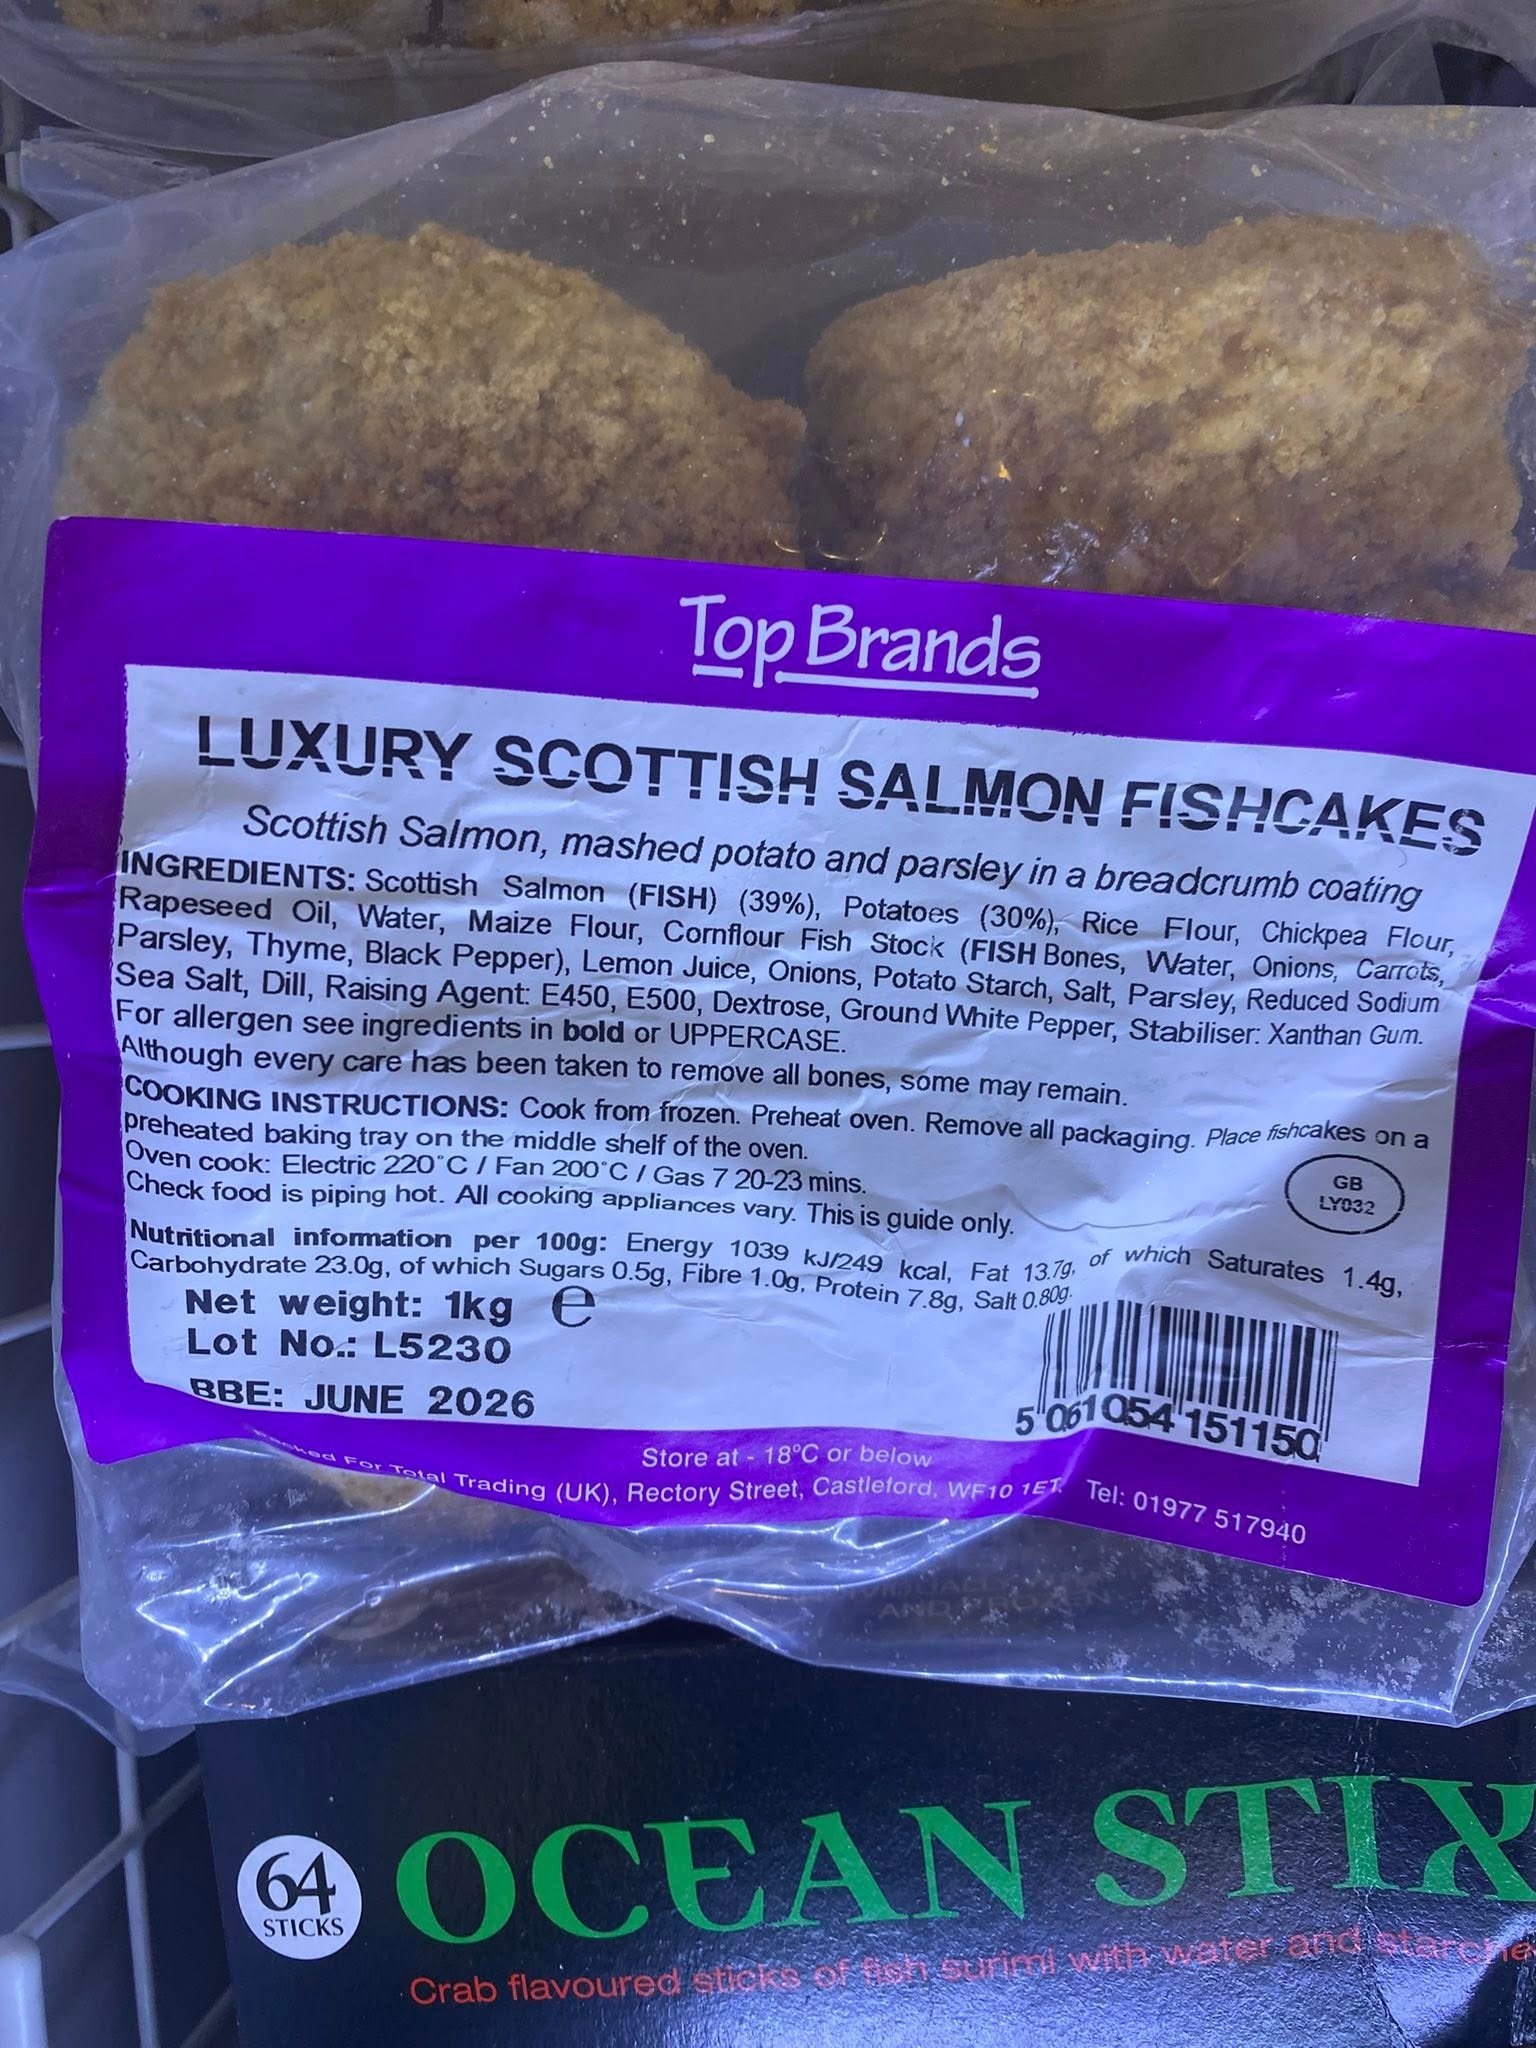 Top Brands
LUXURY SCOTTISH SALMON FISHCAKES
Scottish Salmon, mashed potato and parsley in a breadcrumb coating
INGREDIENTS: Scottish Salmon (FISH) (39%), Potatoes (30%), Rice Flour, Chickpea Flour,
Rapeseed Oil, Water, Maize Flour, Cornflour Fish Stock (FISH Bones, Water, Onions, Carrots,
Parsley, Thyme, Black Pepper), Lemon Juice, Onions, Potato Starch, Salt, Parsley, Reduced Sodium
Sea Salt, Dill, Raising Agent: E450, E500, Dextrose, Ground White Pepper, Stabiliser: Xanthan Gum.
For allergen see ingredients in bold or UPPERCASE.
Although every care has been taken to remove all bones, some may remain.
COOKING INSTRUCTIONS: Cook from frozen. Preheat oven. Remove all packaging. Place fishcakes on a
preheated baking tray on the middle shelf of the oven.
Oven cook: Electric 220°C / Fan 200°C / Gas 7 20-23 mins.
Check food is piping hot. All cooking appliances vary. This is guide only.
GB
LY032
Nutritional information per 100g: Energy 1039 kJ/249 kcal, Fat 13.7g, of which Saturates 1.4g,
Carbohydrate 23.0g, of which Sugars 0.5g, Fibre 1.0g, Protein 7.8g, Salt 0.80g.
Net weight: 1kg e
Lot No.: L5230
BBE: JUNE 2026
5 061054 151150
Store at - 18°C or below
Packed For Total Trading (UK), Rectory Street, Castleford, WF10 1ET. Tel: 01977 517940
AND FROZEN
64
STICKS
OCEAN STIX
Crab flavoured sticks of fish surimi with water and